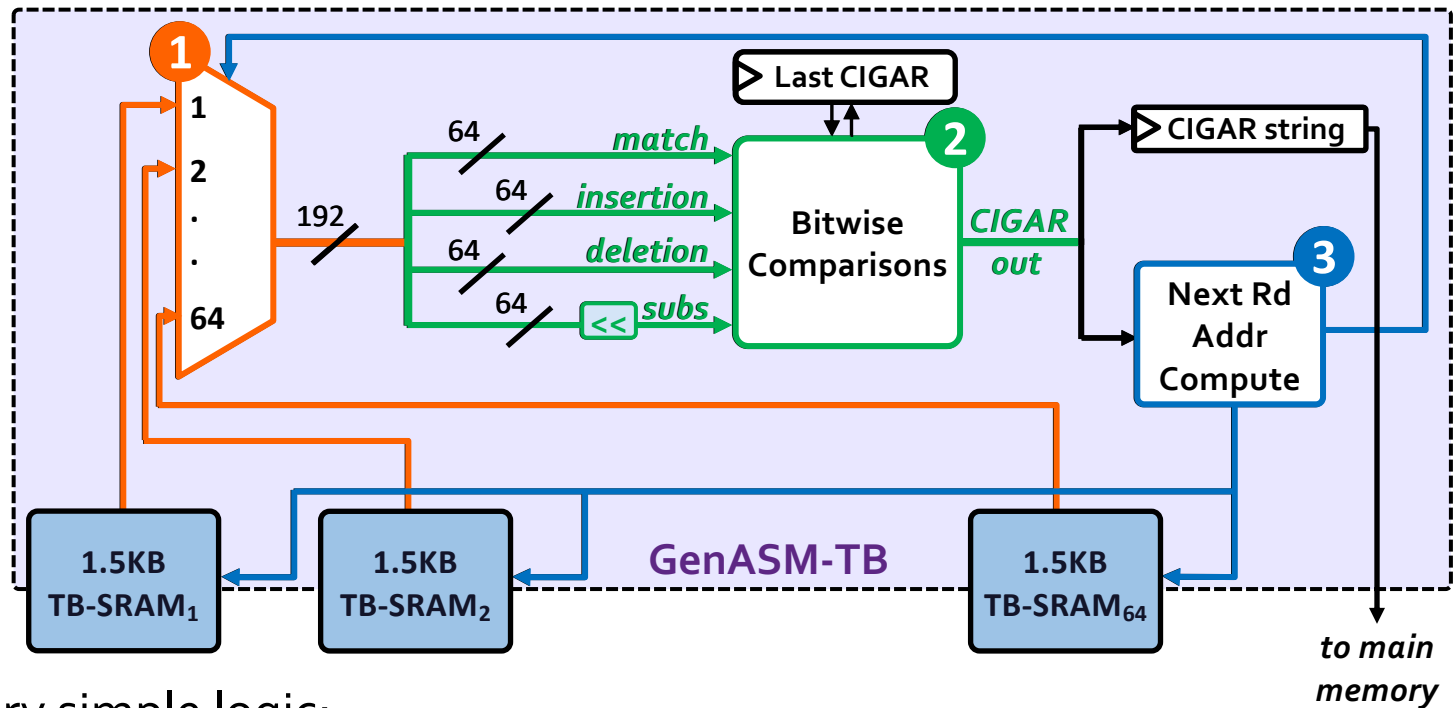 1
1
2
.
.
64
192
64
match
64
insertion
64
deletion
64
<<
subs
Last CIGAR
2
Bitwise
Comparisons
CIGAR
out
CIGAR string
3
Next Rd
Addr
Compute
1.5KB
TB-SRAM1
1.5KB
TB-SRAM2
GenASM-TB
1.5KB
TB-SRAM64
to main
memory
simple logic: